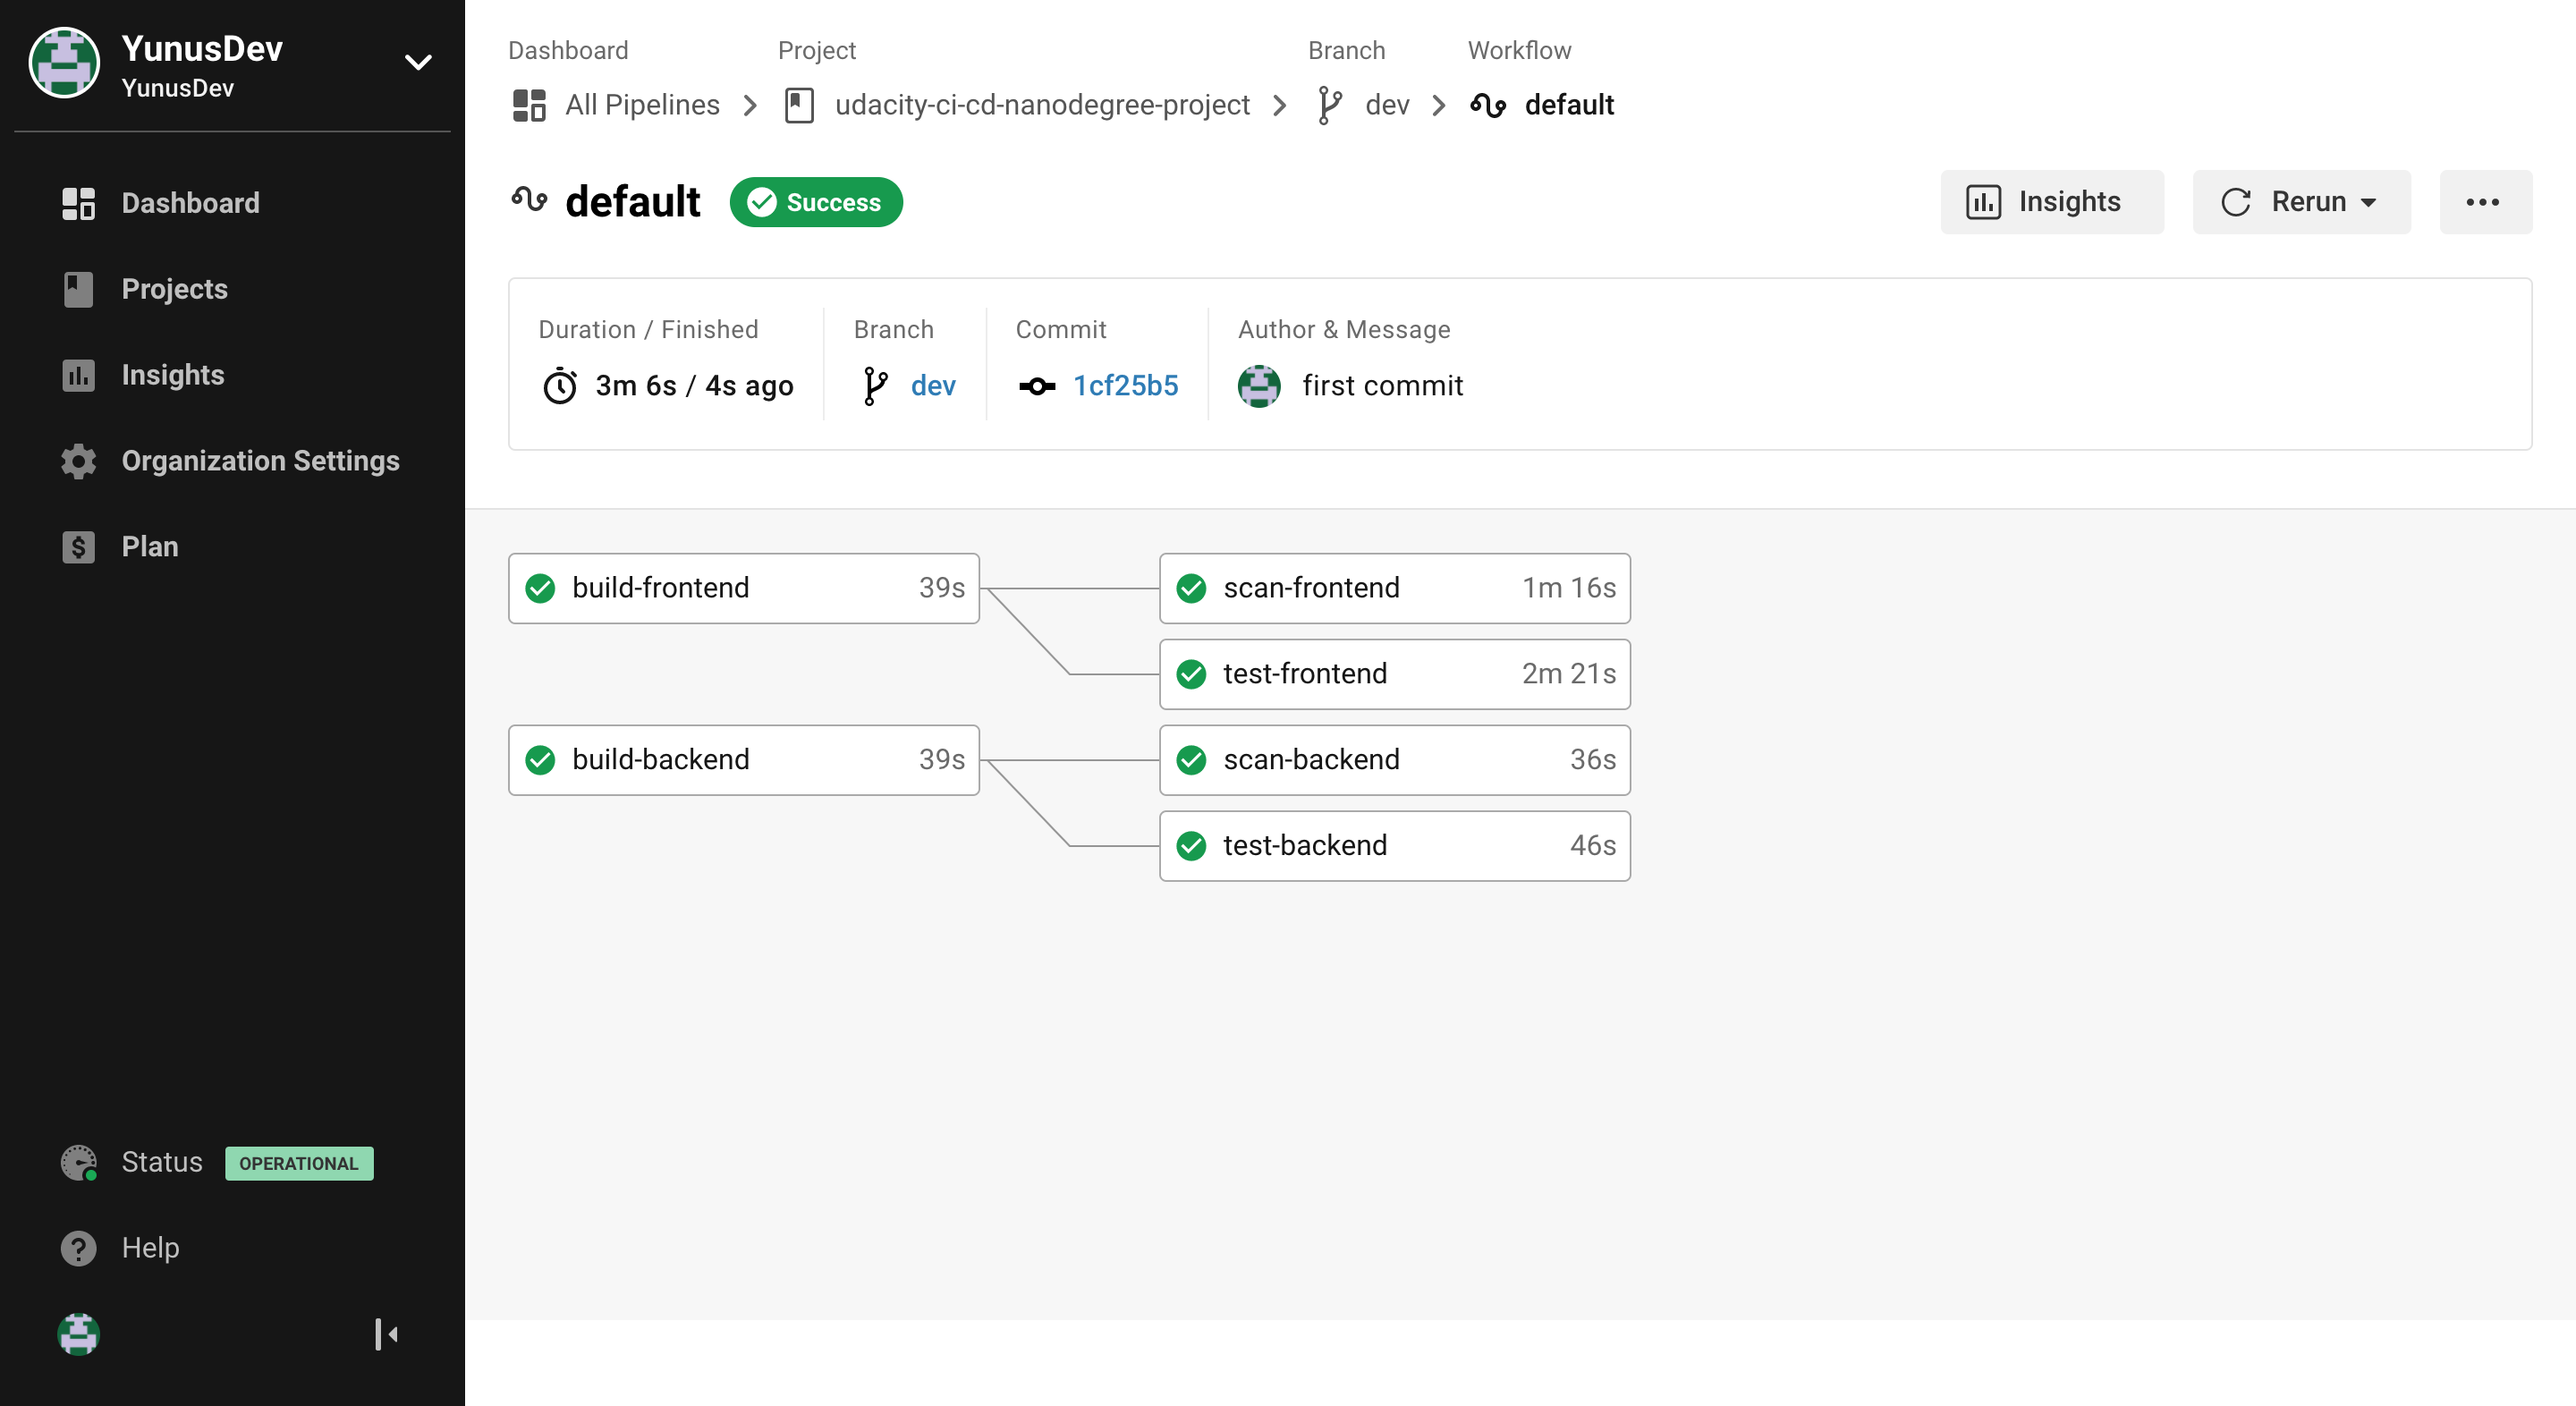 YunusDev
YunusDev
Dashboard
Projects
Insights
Organization Settings
Plan
Status OPERATIONAL
Help
Dashboard Project Branch Workflow
All Pipelines udacity-ci-cd-nanodegree-project dev default
default Success Insights Rerun
Duration / Finished Branch Commit Author & Message
3m 6s / 4s ago dev 1cf25b5 first commit
build-frontend 39s scan-frontend 1m 16s
test-frontend 2m 21s
build-backend 39s scan-backend 36s
test-backend 46s